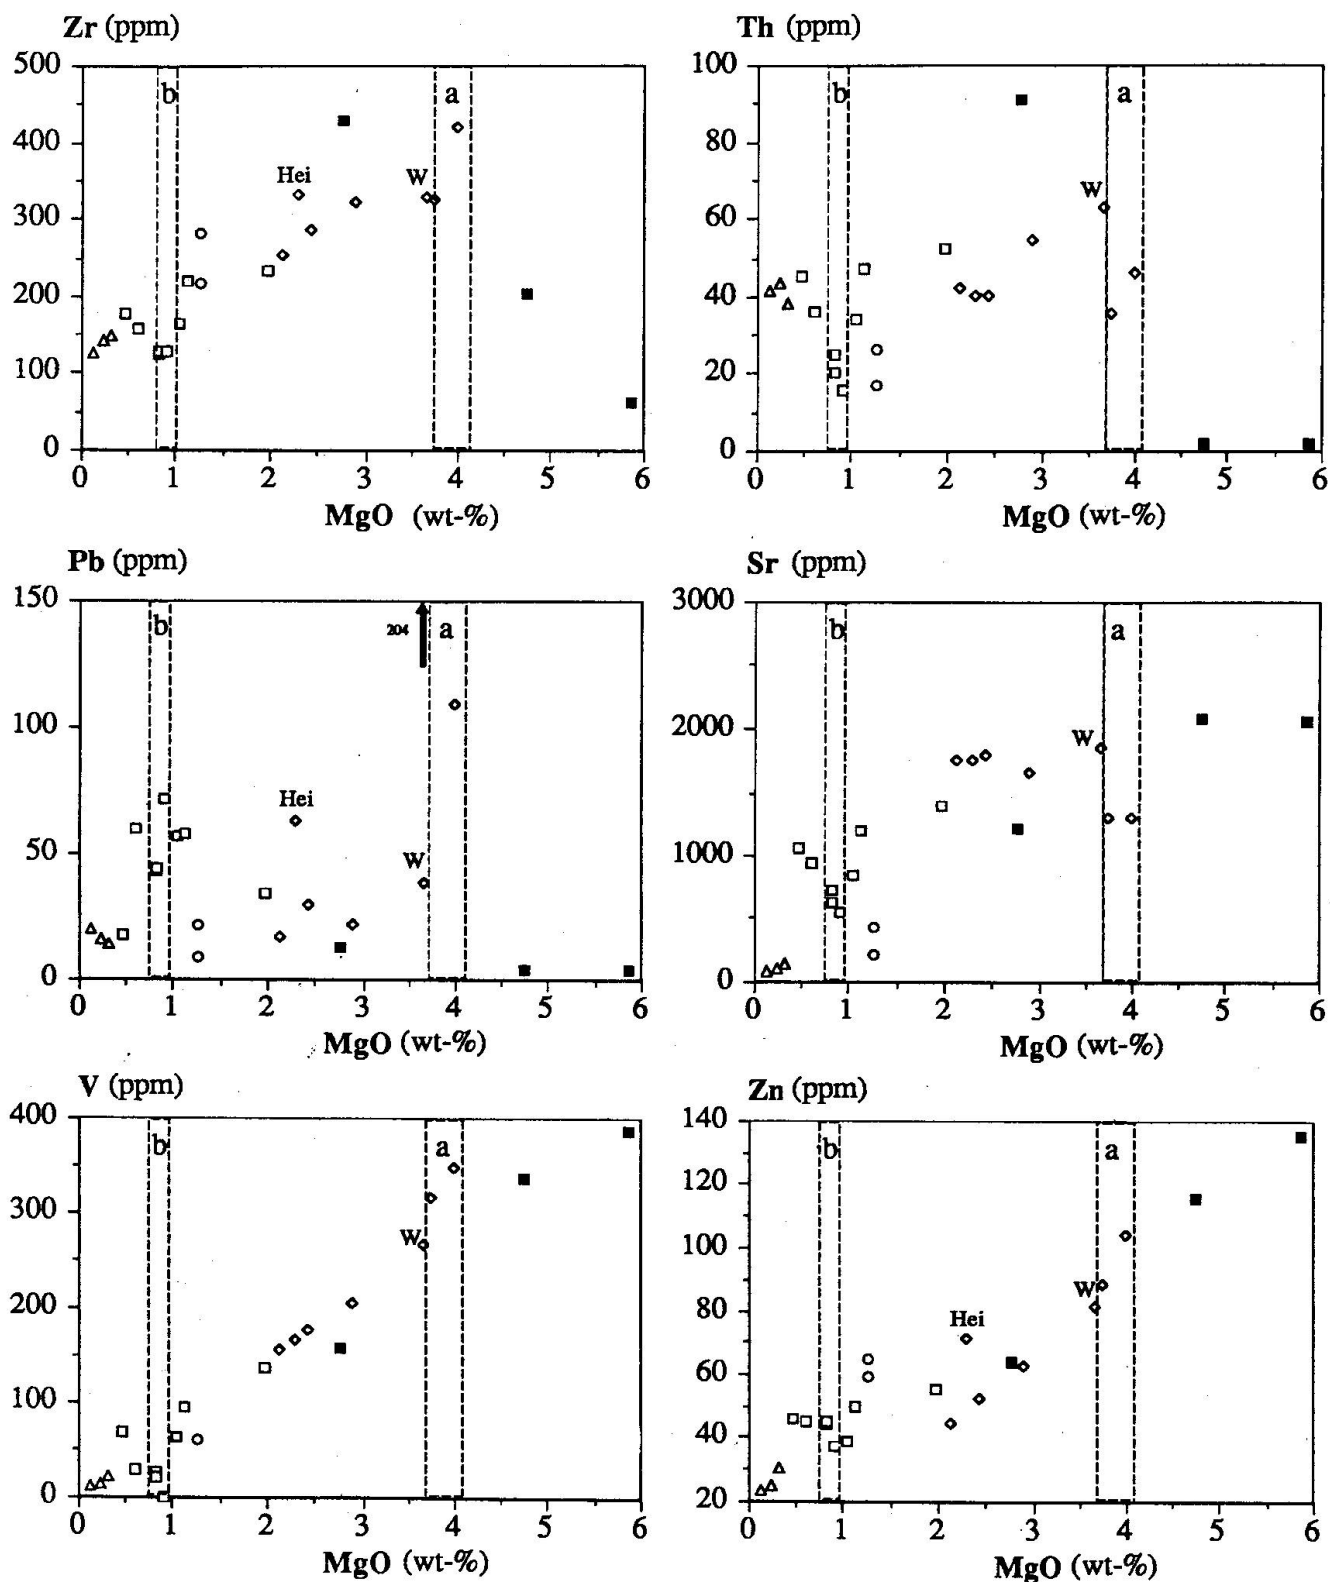 Zr (ppm)
500
400
300
200
100
0
b
a
Hei
W
0 1 2 3 4 5 6
MgO (wt-%)
Th (ppm)
100
80
60
40
20
0
b
a
W
0 1 2 3 4 5 6
MgO (wt-%)
Pb (ppm)
150
100
50
0
b
204
a
Hei
W
0 1 2 3 4 5 6
MgO (wt-%)
Sr (ppm)
3000
2000
1000
0
b
a
W
0 1 2 3 4 5 6
MgO (wt-%)
V (ppm)
400
300
200
100
0
b
a
W
0 1 2 3 4 5 6
MgO (wt-%)
Zn (ppm)
140
120
100
80
60
40
20
b
a
W
Hei
0 1 2 3 4 5 6
MgO (wt-%)